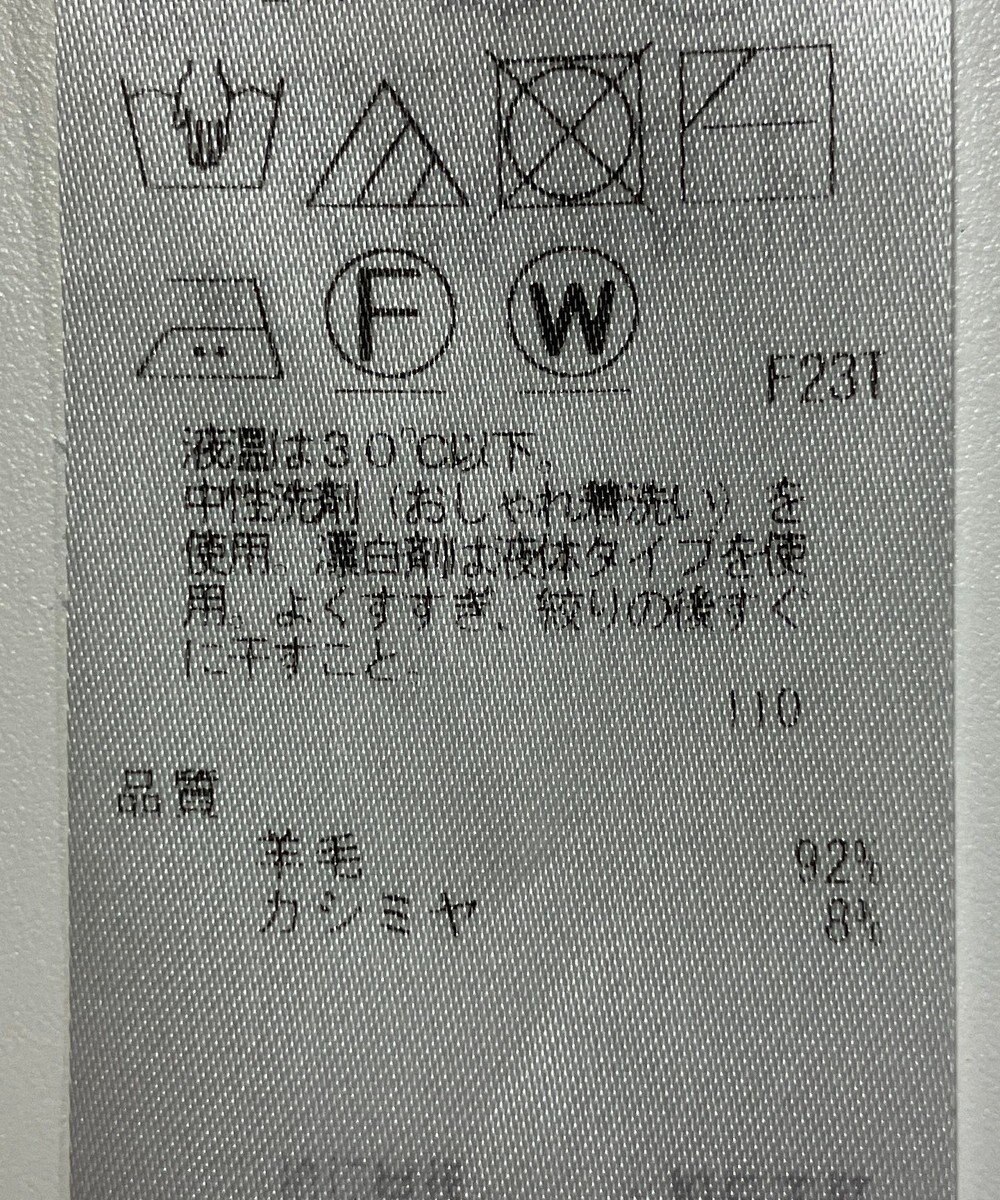 F
W
F23T
液温は30℃以下。
中性洗剤(おしゃれ着洗い)を
使用。漂白剤は液体タイプを使
用。よくすすぎ、絞りの後すぐ
に干すこと。
110
品質
羊毛 92%
カシミヤ 8%